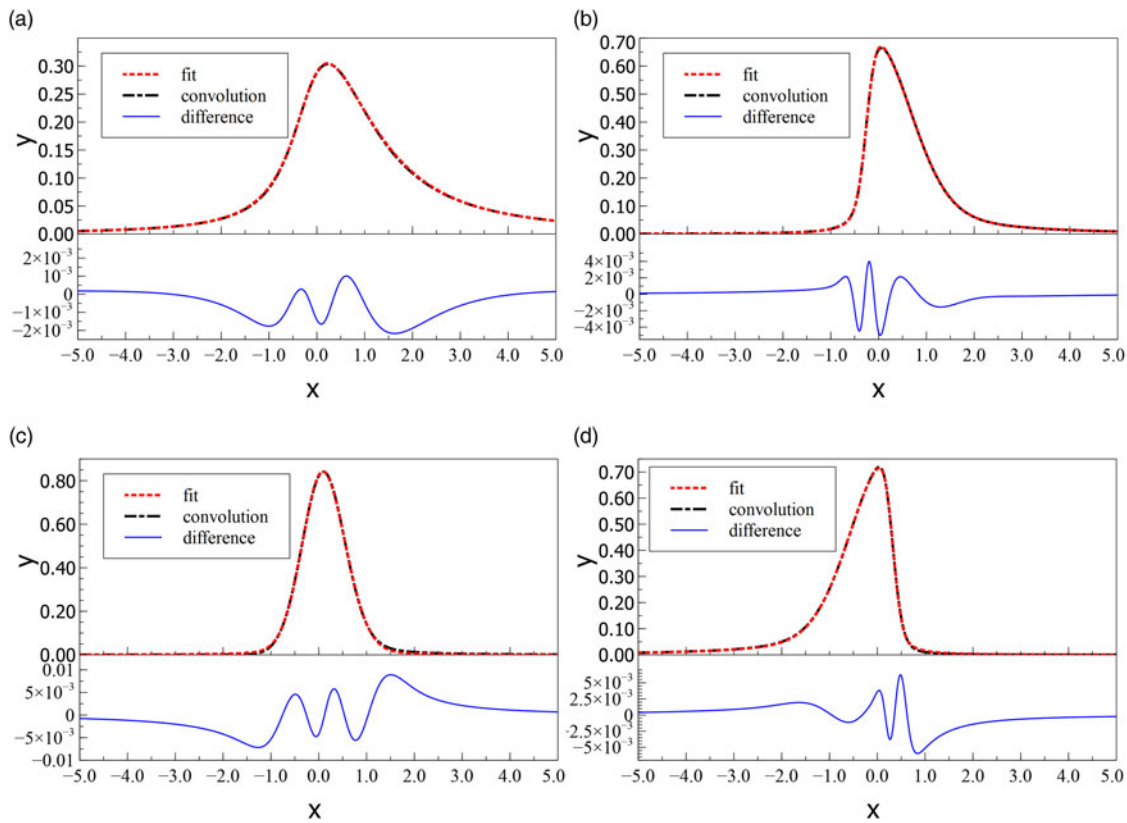 (a)
0.30
0.20
0.10
0.05
0.00
y
fit
convolution
difference
2×10⁻³
10⁻³
0
−1×10⁻³
−2×10⁻³
−5.0 −4.0 −3.0 −2.0 −1.0 0.0 1.0 2.0 3.0 4.0 5.0
x
(b)
0.70
0.60
0.50
0.40
0.30
0.20
0.10
0.00
y
fit
convolution
difference
4×10⁻³
2×10⁻³
0
−2×10⁻³
−4×10⁻³
−5.0 −4.0 −3.0 −2.0 −1.0 0.0 1.0 2.0 3.0 4.0 5.0
x
(c)
0.80
0.60
0.40
0.20
0.00
y
fit
convolution
difference
0.01
5×10⁻³
0
−5×10⁻³
−0.01
−5.0 −4.0 −3.0 −2.0 −1.0 0.0 1.0 2.0 3.0 4.0 5.0
x
(d)
0.70
0.60
0.50
0.40
0.30
0.20
0.10
0.00
y
fit
convolution
difference
5×10⁻³
2.5×10⁻³
0
−2.5×10⁻³
−5×10⁻³
−5.0 −4.0 −3.0 −2.0 −1.0 0.0 1.0 2.0 3.0 4.0 5.0
x